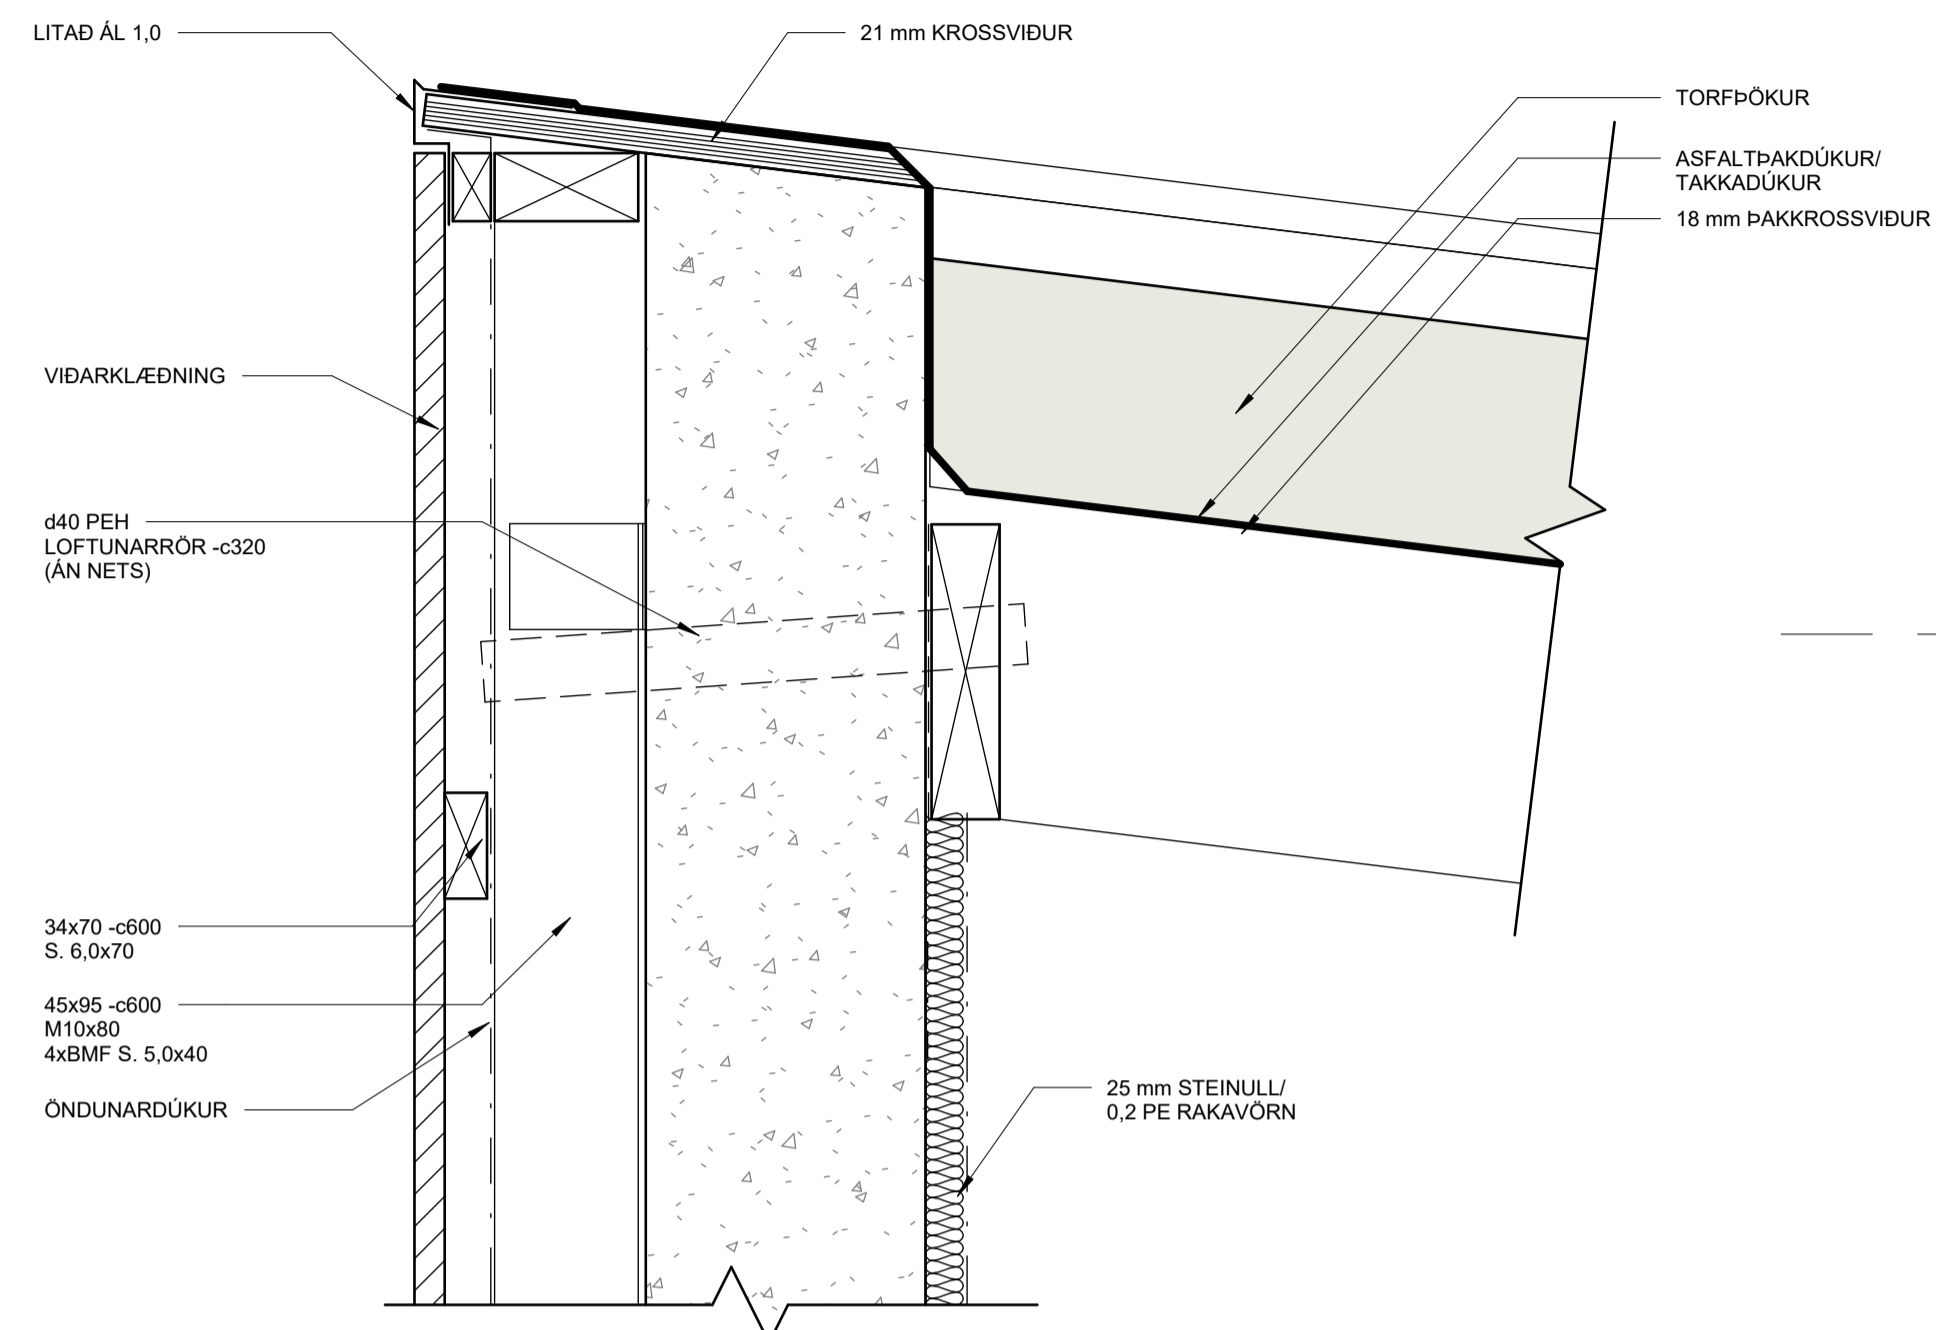 LITAÐ ÁL 1,0
21 mm KROSSVIÐUR
TORFÞÖKUR
ASFALTÞAKDÚKUR/
TAKKADÚKUR
18 mm ÞAKKROSSVIÐUR
VIÐARKLÆÐNING
d40 PEH
LOFTUNARRÖR -c320
(ÁN NETS)
34x70 -c600
S. 6,0x70
45x95 -c600
M10x80
4xBMF S. 5,0x40
ÖNDUNARDÚKUR
25 mm STEINULL/
0,2 PE RAKAVÖRN